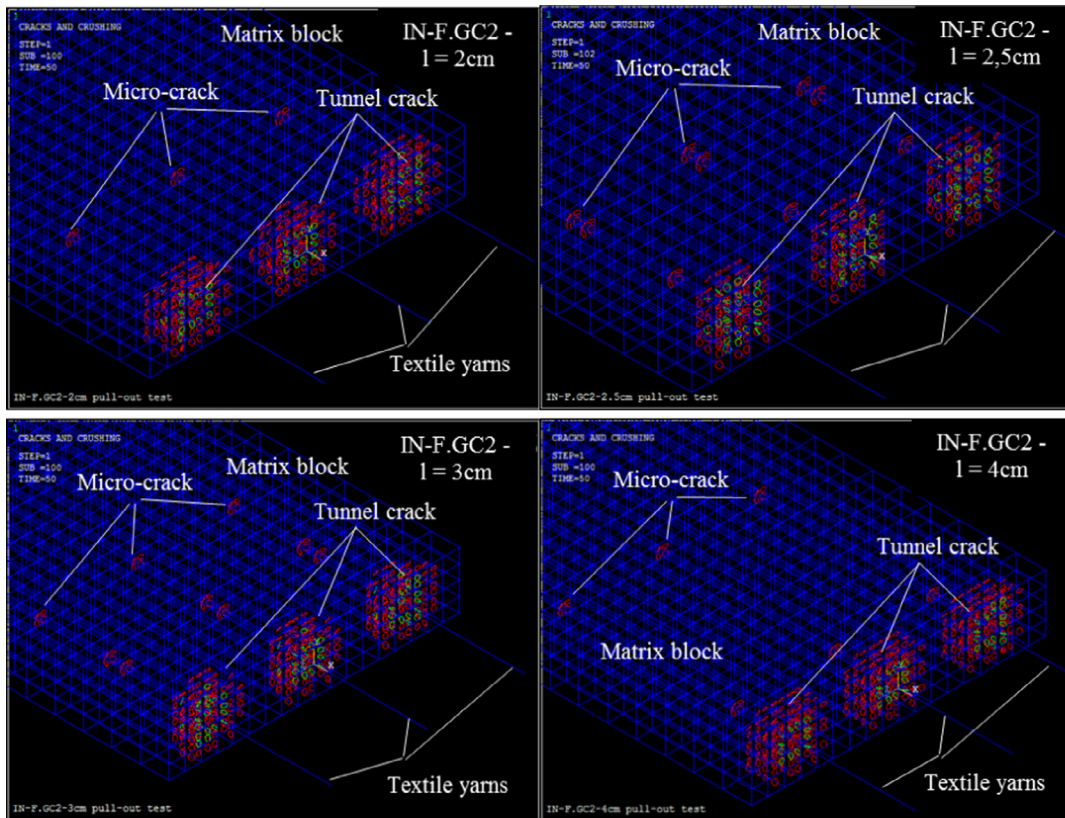 1
CRACKS AND CRUSHING
STEP=1
SUB =100
TIME=50
Matrix block
IN-F.GC2 -
l = 2cm
Micro-crack
Tunnel crack
X
Textile yarns
IN-F.GC2-2cm pull-out test
1
CRACKS AND CRUSHING
STEP=1
SUB =102
TIME=50
Matrix block
IN-F.GC2 -
l = 2,5cm
Micro-crack
Tunnel crack
X
Textile yarns
IN-F.GC2-2.5cm pull-out test
1
CRACKS AND CRUSHING
STEP=1
SUB =100
TIME=50
Matrix block
IN-F.GC2 -
l = 3cm
Micro-crack
Tunnel crack
X
Textile yarns
IN-F.GC2-3cm pull-out test
1
CRACKS AND CRUSHING
STEP=1
SUB =100
TIME=50
IN-F.GC2 -
l = 4cm
Micro-crack
Tunnel crack
Matrix block
X
Textile yarns
IN-F.GC2-4cm pull-out test